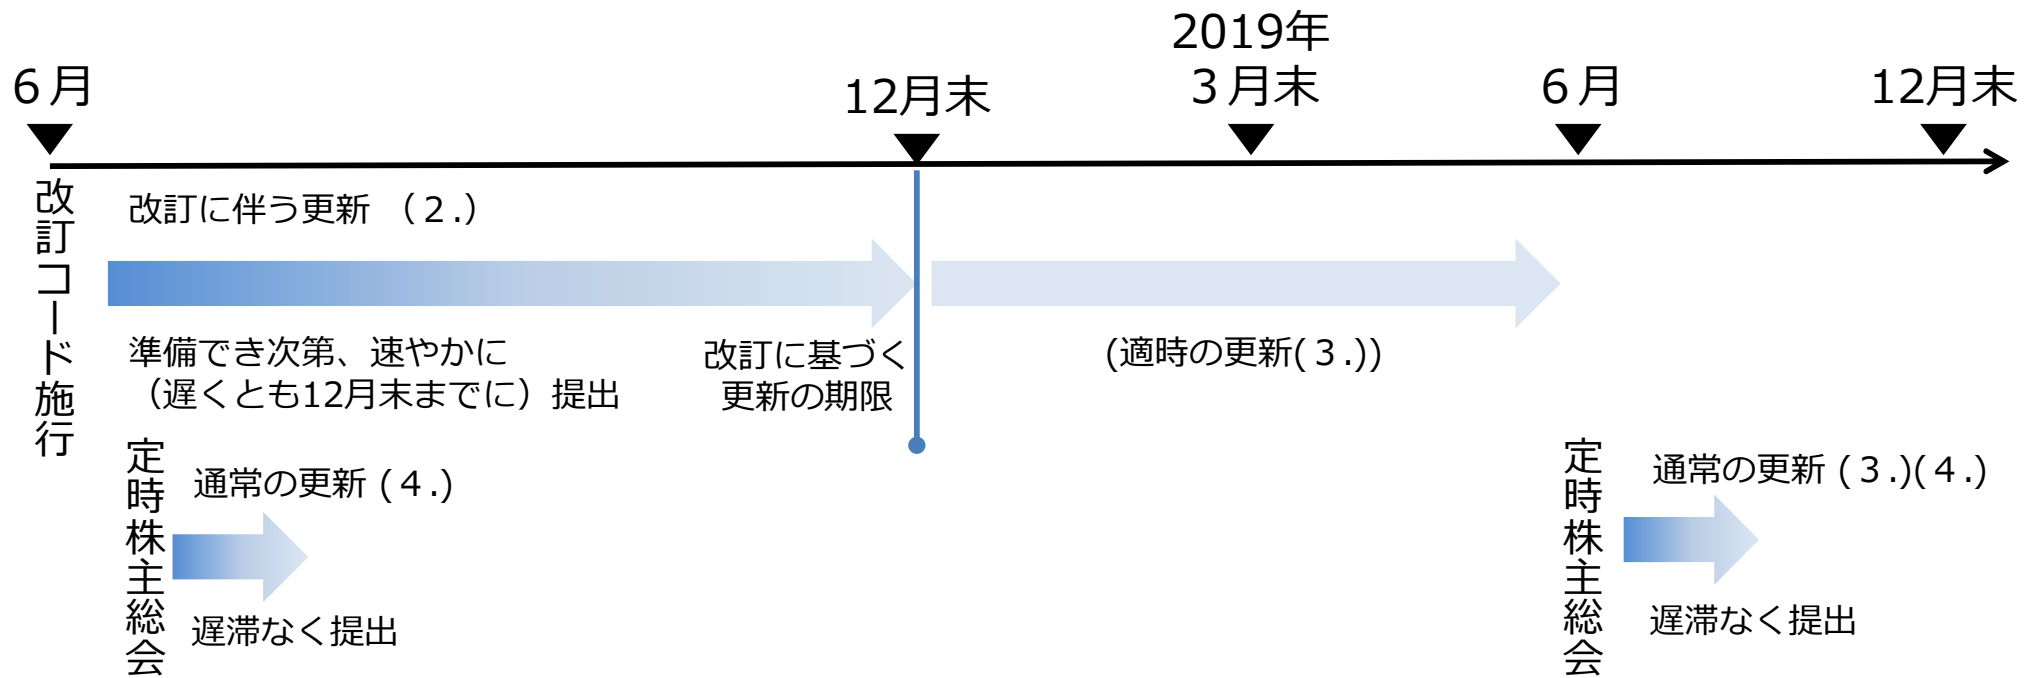 ６月
12月末
2019年
３月末
６月
12月末
改訂コード施行
改訂に伴う更新 （２.）
準備でき次第、速やかに
（遅くとも12月末までに）提出
改訂に基づく
更新の期限
(適時の更新(３.))
定時株主総会
通常の更新 (４.)
遅滞なく提出
定時株主総会
通常の更新 (３.)(４.)
遅滞なく提出